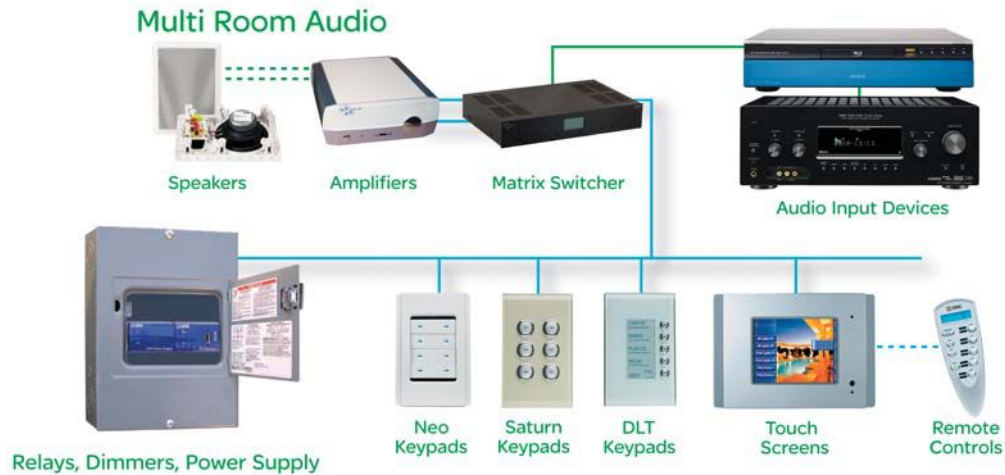 Multi Room Audio
Speakers
Amplifiers
Matrix Switcher
Audio Input Devices
Neo
Keypads
Saturn
Keypads
DLT
Keypads
Touch
Screens
Remote
Controls
Relays, Dimmers, Power Supply